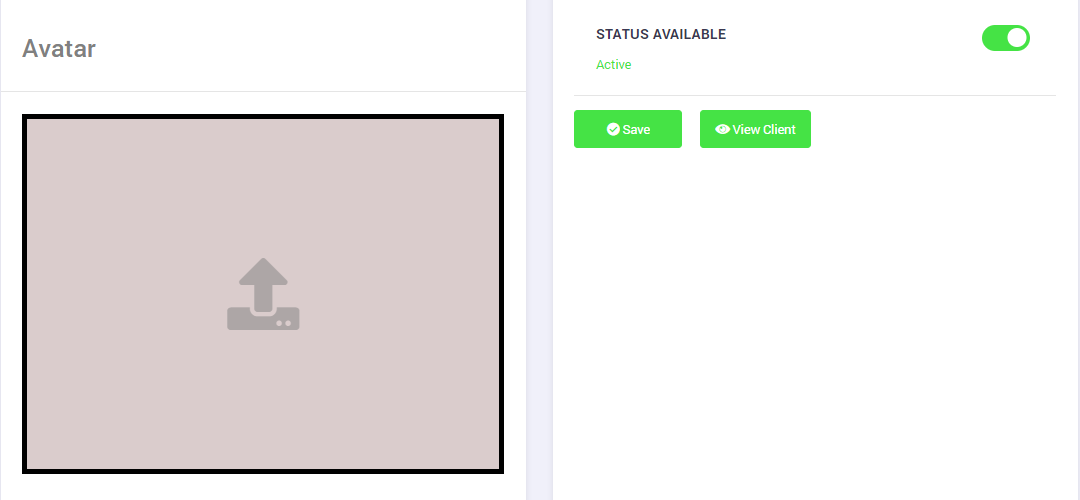 Avatar
STATUS AVAILABLE
Active
Save
View Client